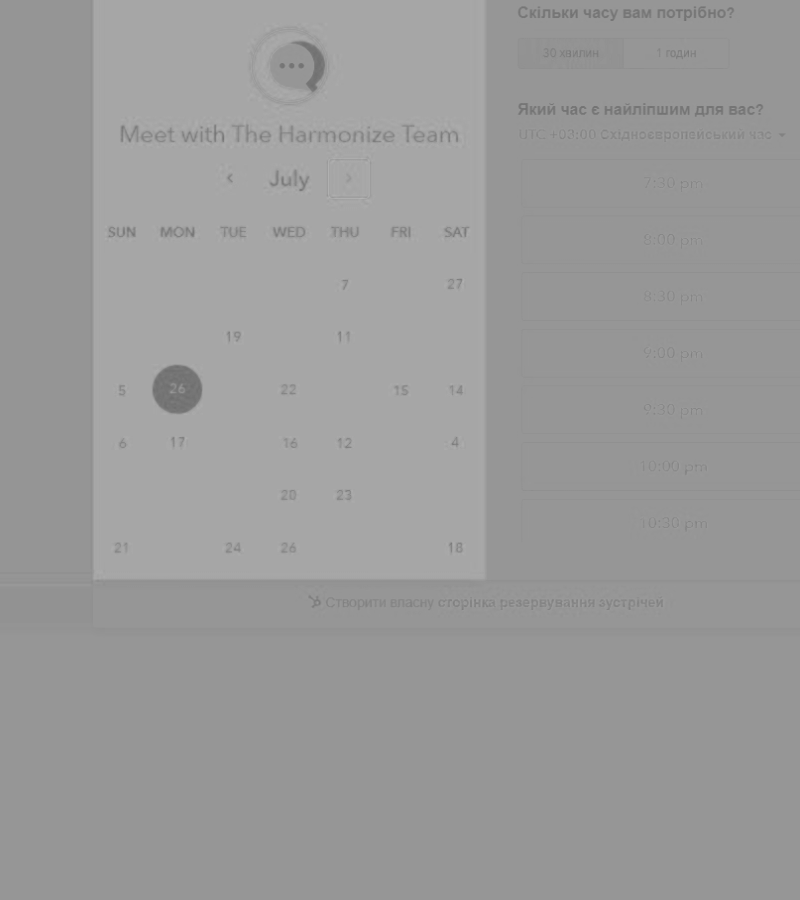 Meet with The Harmonize Team
July
SUN MON TUE WED THU FRI SAT
7 27
19 11
5 26 22 15 14
6 17 16 12 4
20 23
21 24 26 18
Скільки часу вам потрібно?
30 хвилин 1 годин
Який час є найліпшим для вас?
UTC +03:00 Східноєвропейський час
7:30 pm
8:00 pm
8:30 pm
9:00 pm
9:30 pm
10:00 pm
10:30 pm
Створити власну сторінка резервування зустрічей